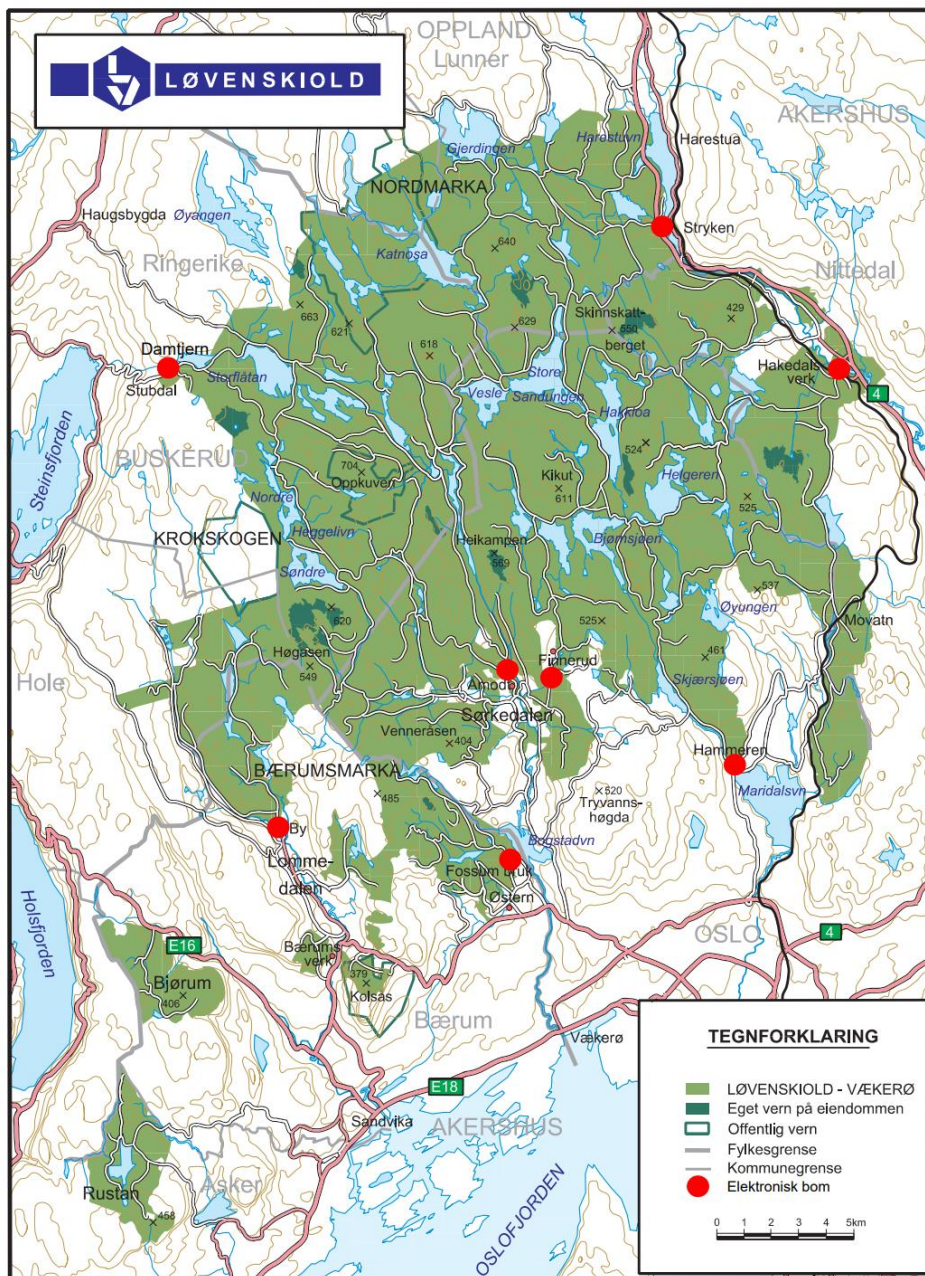 LØVENSKIOLD
OPPLAND
Lunner
AKERSHUS
Harestuvn
Harestua
Gjerdingen
NORDMARKA
Haugsbygda
Øyangen
Stryken
640
Katnosa
Ringerike
Nittedal
663
621
629
Skinnskatt-
berget
550
429
618
Damtjern
Stubdal
Storflåtan
Store
Vesle
Sandungen
Hakkloa
Hakedals
verk
4
Steinsfjorden
BUSKERUD
704
Oppkuven
524
Kikut
611
Helgeren
525
Nordre
KROKSKOGEN
Heggelivn
Heikampen
569
Bjørnsjøen
Søndre
537
Øyungen
620
525
Movatn
Høgåsen
549
461
Finnerud
Hole
Åmodt
Skjærsjøen
Sørkedalen
Venneråsen
404
Hammeren
BÆRUMSMARKA
485
520
Tryvanns-
høgda
Maridalsvn
By
Bogstadvn
Lomme-
dalen
Fossum bruk
Østern
Holsfjorden
OSLO
4
E16
Bærums
verk
Bjørum
406
379
Kolsås
Bærum
Vækerø
E18
Sandvika
AKERSHUS
Rustan
Asker
458
OSLOFJORDEN
TEGNFORKLARING
LØVENSKIOLD - VÆKERØ
Eget vern på eiendommen
Offentlig vern
Fylkesgrense
Kommunegrense
Elektronisk bom
0 1 2 3 4 5km